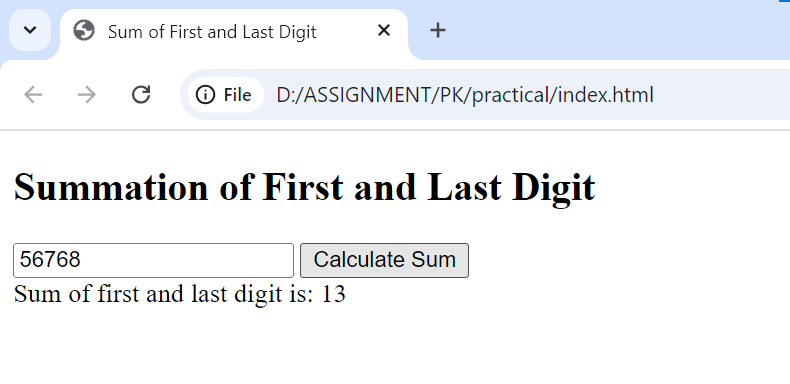 Sum of First and Last Digit
File D:/ASSIGNMENT/PK/practical/index.html
Summation of First and Last Digit
56768 Calculate Sum
Sum of first and last digit is: 13